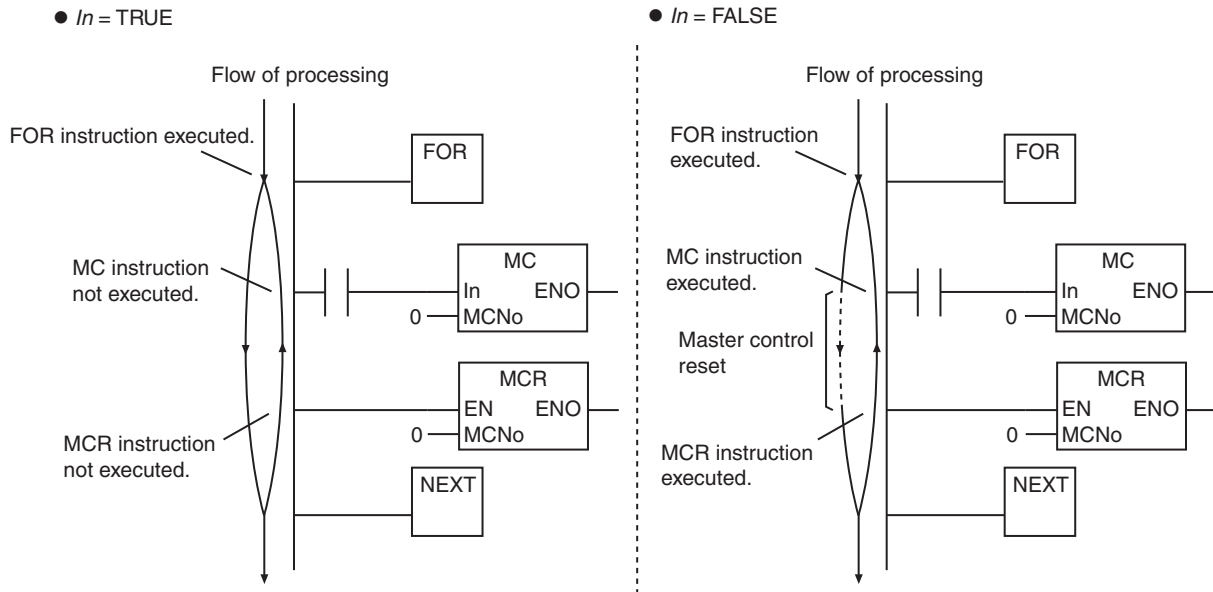 ● In = TRUE
Flow of processing
FOR instruction executed.
FOR
MC instruction
not executed.
MC
In ENO
0 MCNo
MCR
EN ENO
0 MCNo
MCR instruction
not executed.
NEXT
● In = FALSE
Flow of processing
FOR instruction
executed.
FOR
MC instruction
executed.
MC
In ENO
0 MCNo
Master control
reset
MCR
EN ENO
0 MCNo
MCR instruction
executed.
NEXT